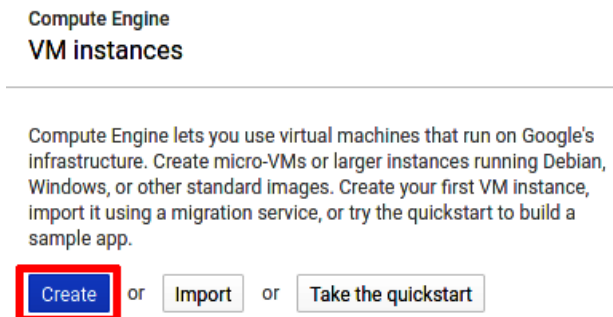 Compute Engine
VM instances
Compute Engine lets you use virtual machines that run on Google's
infrastructure. Create micro-VMs or larger instances running Debian,
Windows, or other standard images. Create your first VM instance,
import it using a migration service, or try the quickstart to build a
sample app.
Create or Import or Take the quickstart